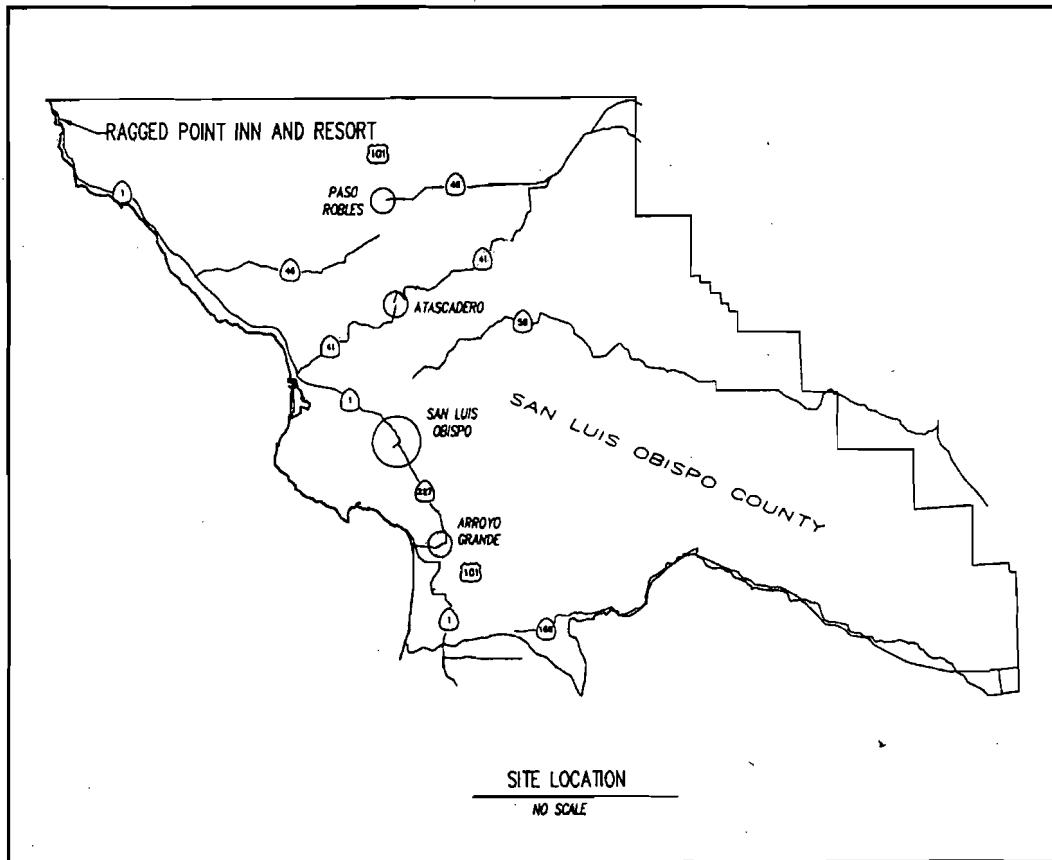 RAGGED POINT INN AND RESORT
101
1
PASO
ROBLES
46
46
41
ATASCADERO
41
58
1
SAN LUIS
OBISPO
SAN LUIS OBISPO COUNTY
227
ARROYO
GRANDE
101
1
166
SITE LOCATION
NO SCALE